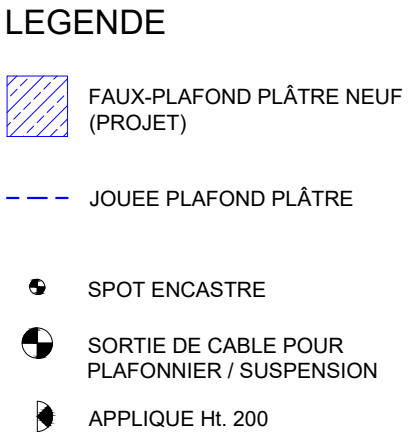 LEGENDE
FAUX-PLAFOND PLÂTRE NEUF
(PROJET)
JOUEE PLAFOND PLÂTRE
SPOT ENCASTRE
SORTIE DE CABLE POUR
PLAFONNIER / SUSPENSION
APPLIQUE Ht. 200